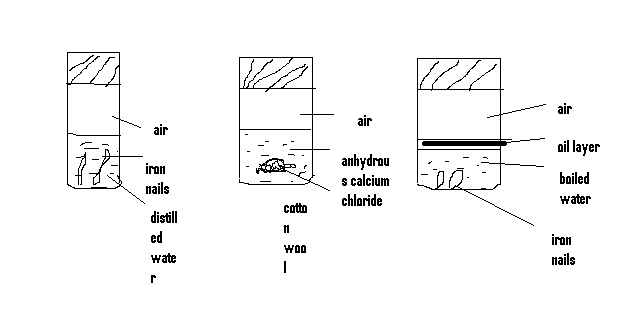 air
iron
nails
distill
ed
wate
r
air
anhydrou
s calcium
chloride
cotto
n
woo
l
air
oil layer
boiled
water
iron
nails